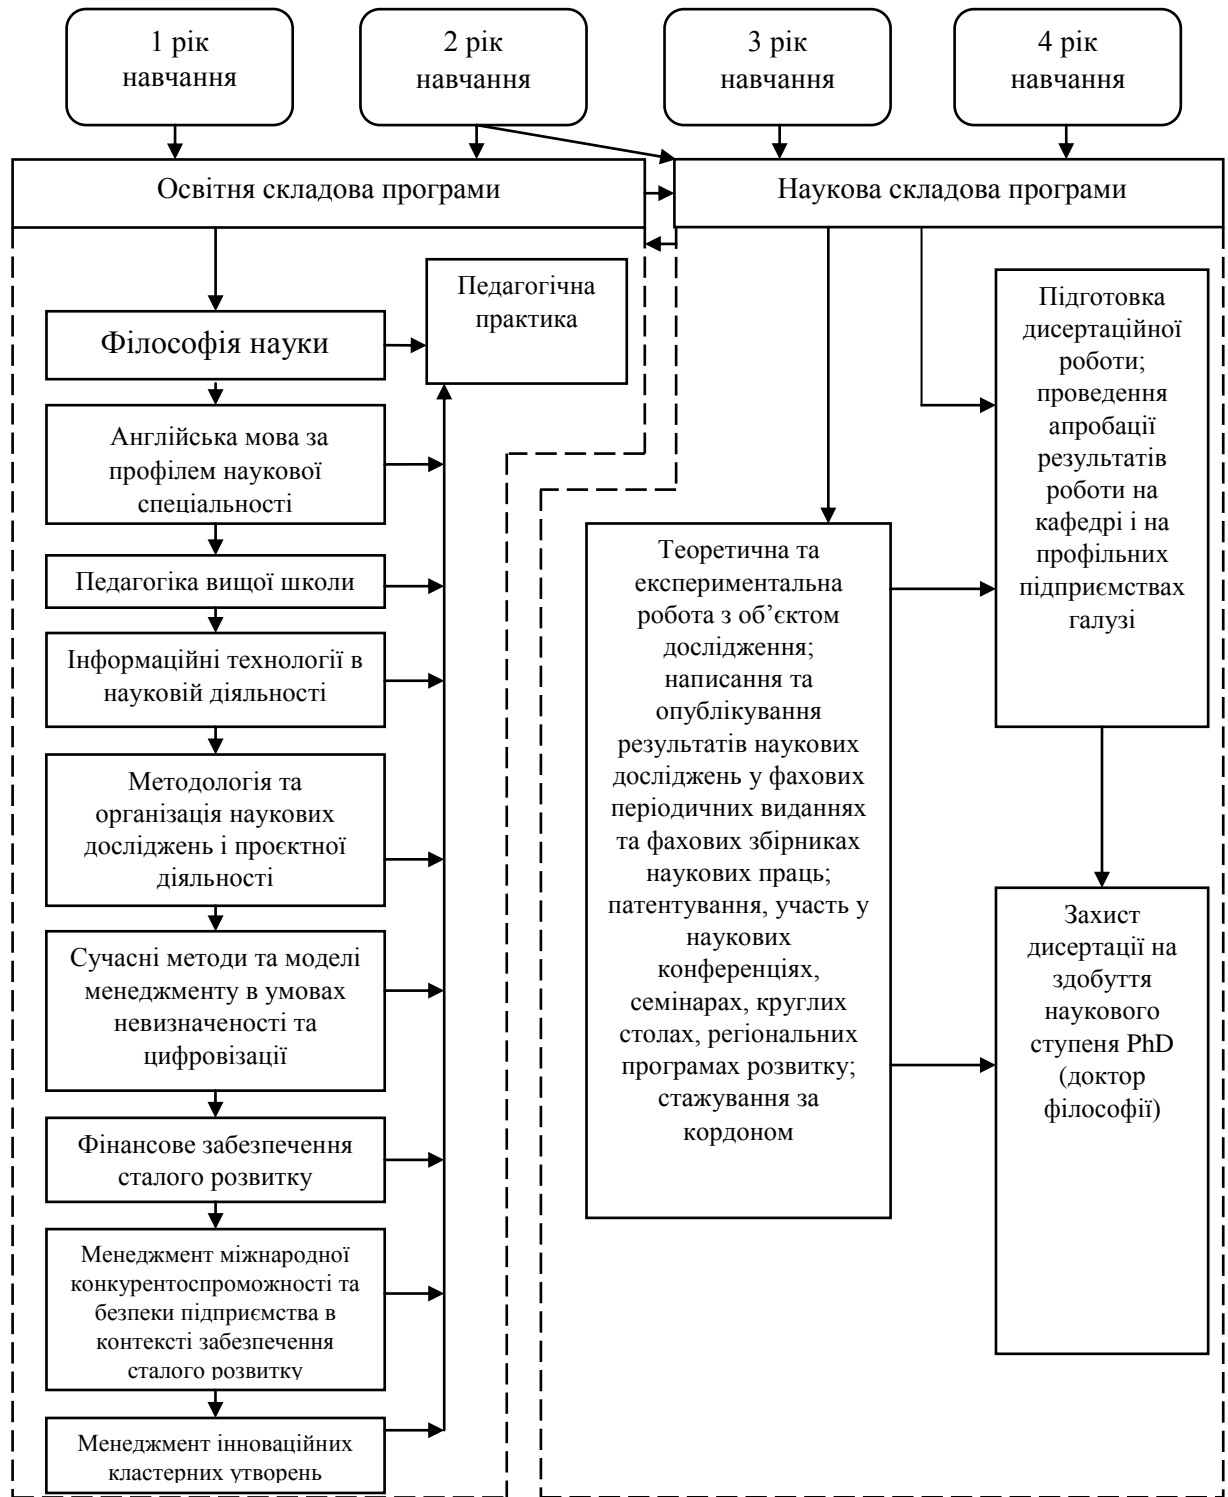 1 рік
навчання
2 рік
навчання
3 рік
навчання
4 рік
навчання
Освітня складова програми
Наукова складова програми
Філософія науки
Педагогічна
практика
Англійська мова за
профілем наукової
спеціальності
Педагогіка вищої школи
Інформаційні технології в
науковій діяльності
Методологія та
організація наукових
досліджень і проєктної
діяльності
Сучасні методи та моделі
менеджменту в умовах
невизначеності та
цифровізації
Фінансове забезпечення
сталого розвитку
Менеджмент міжнародної
конкурентоспроможності та
безпеки підприємства в
контексті забезпечення
сталого розвитку
Менеджмент інноваційних
кластерних утворень
Теоретична та
експериментальна
робота з об’єктом
дослідження;
написання та
опублікування
результатів наукових
досліджень у фахових
періодичних виданнях
та фахових збірниках
наукових праць;
патентування, участь у
наукових
конференціях,
семінарах, круглих
столах, регіональних
програмах розвитку;
стажування за
кордоном
Підготовка
дисертаційної
роботи;
проведення
апробації
результатів
роботи на
кафедрі і на
профільних
підприємствах
галузі
Захист
дисертації на
здобуття
наукового
ступеня PhD
(доктор
філософії)